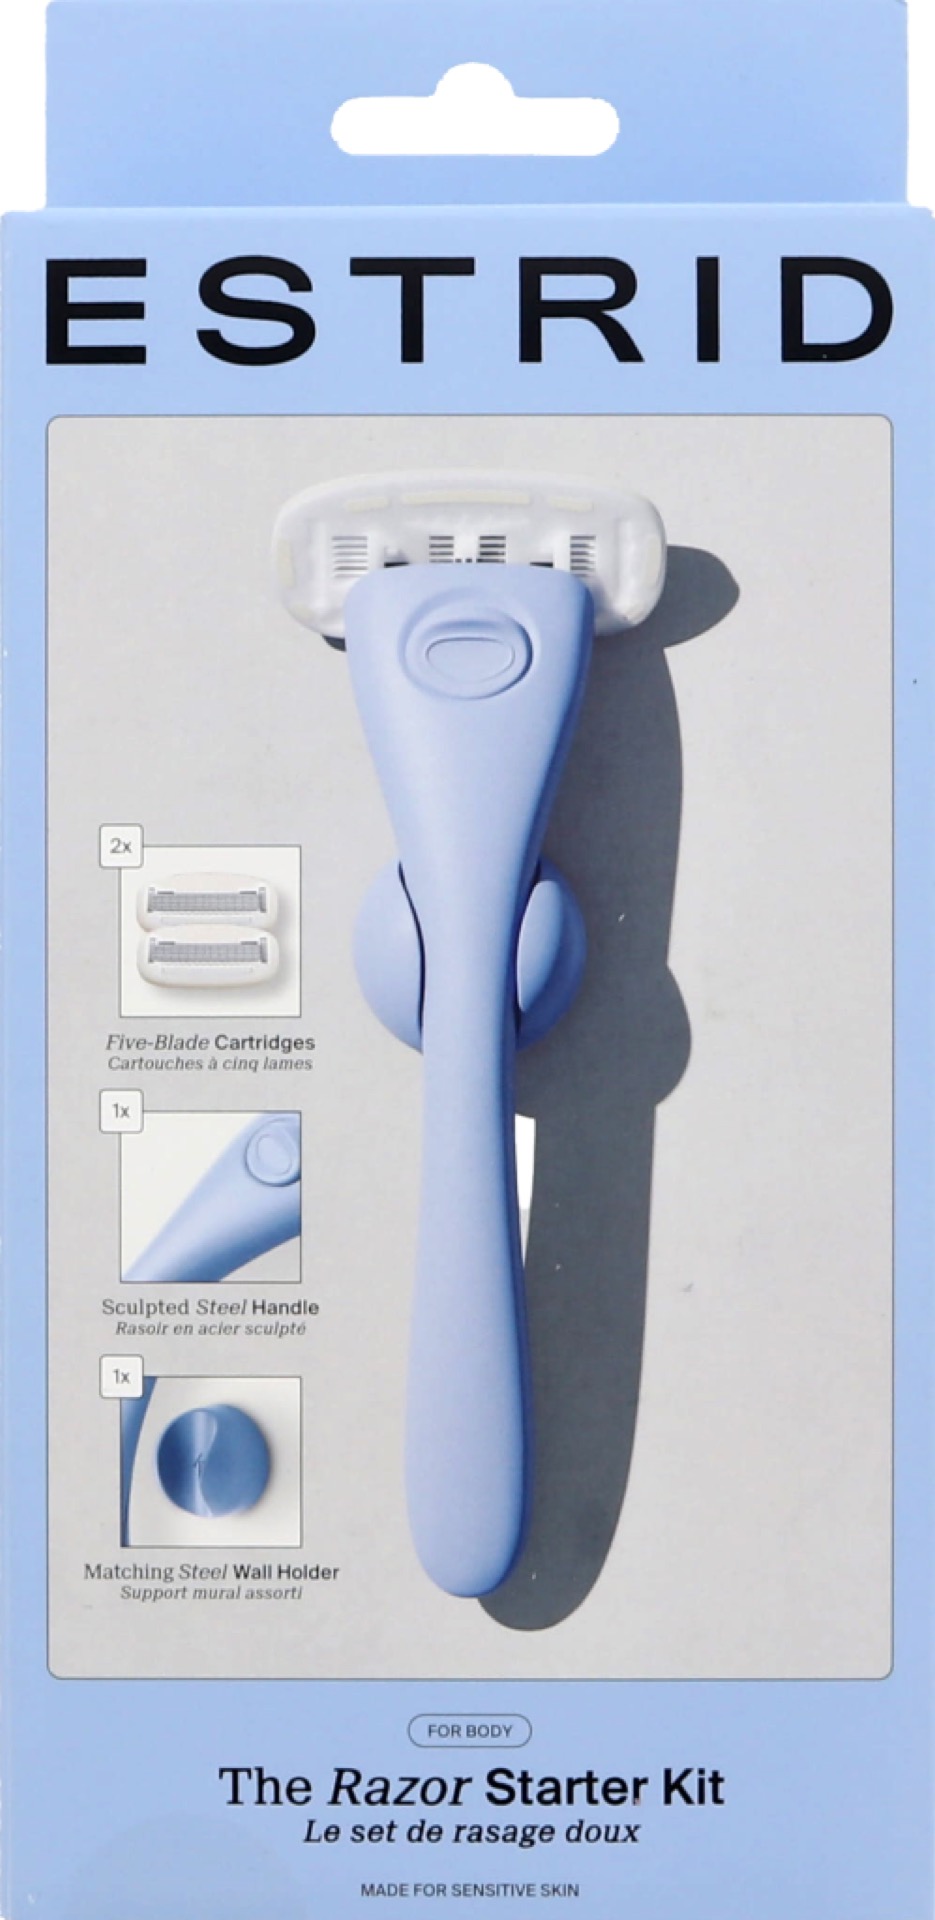 ESTRID
2x
Five-Blade Cartridges
Cartouches à cinq lames
1x
Sculpted Steel Handle
Rasoir en acier sculpté
1x
Matching Steel Wall Holder
Support mural assorti
FOR BODY
The Razor Starter Kit
Le set de rasage doux
MADE FOR SENSITIVE SKIN